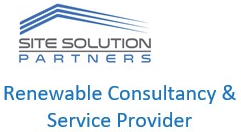 SITE SOLUTION
PARTNERS
Renewable Consultancy &
Service Provider